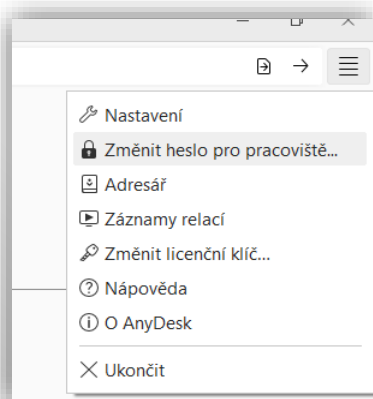 Nastavení
Změnit heslo pro pracoviště...
Adresář
Záznamy relací
Změnit licenční klíč...
Nápověda
O AnyDesk
Ukončit